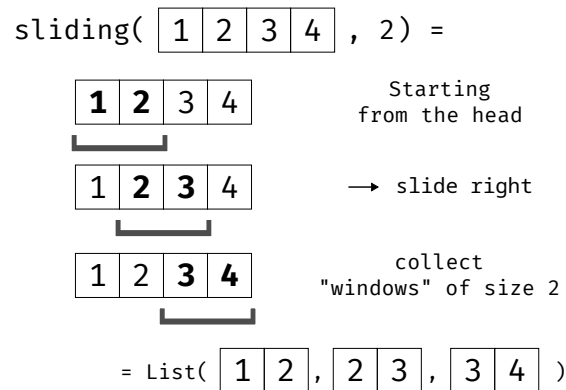 sliding( 1 2 3 4 , 2) =
1 2 3 4
Starting
from the head
1 2 3 4
→ slide right
1 2 3 4
collect
"windows" of size 2
= List( 1 2 , 2 3 , 3 4 )